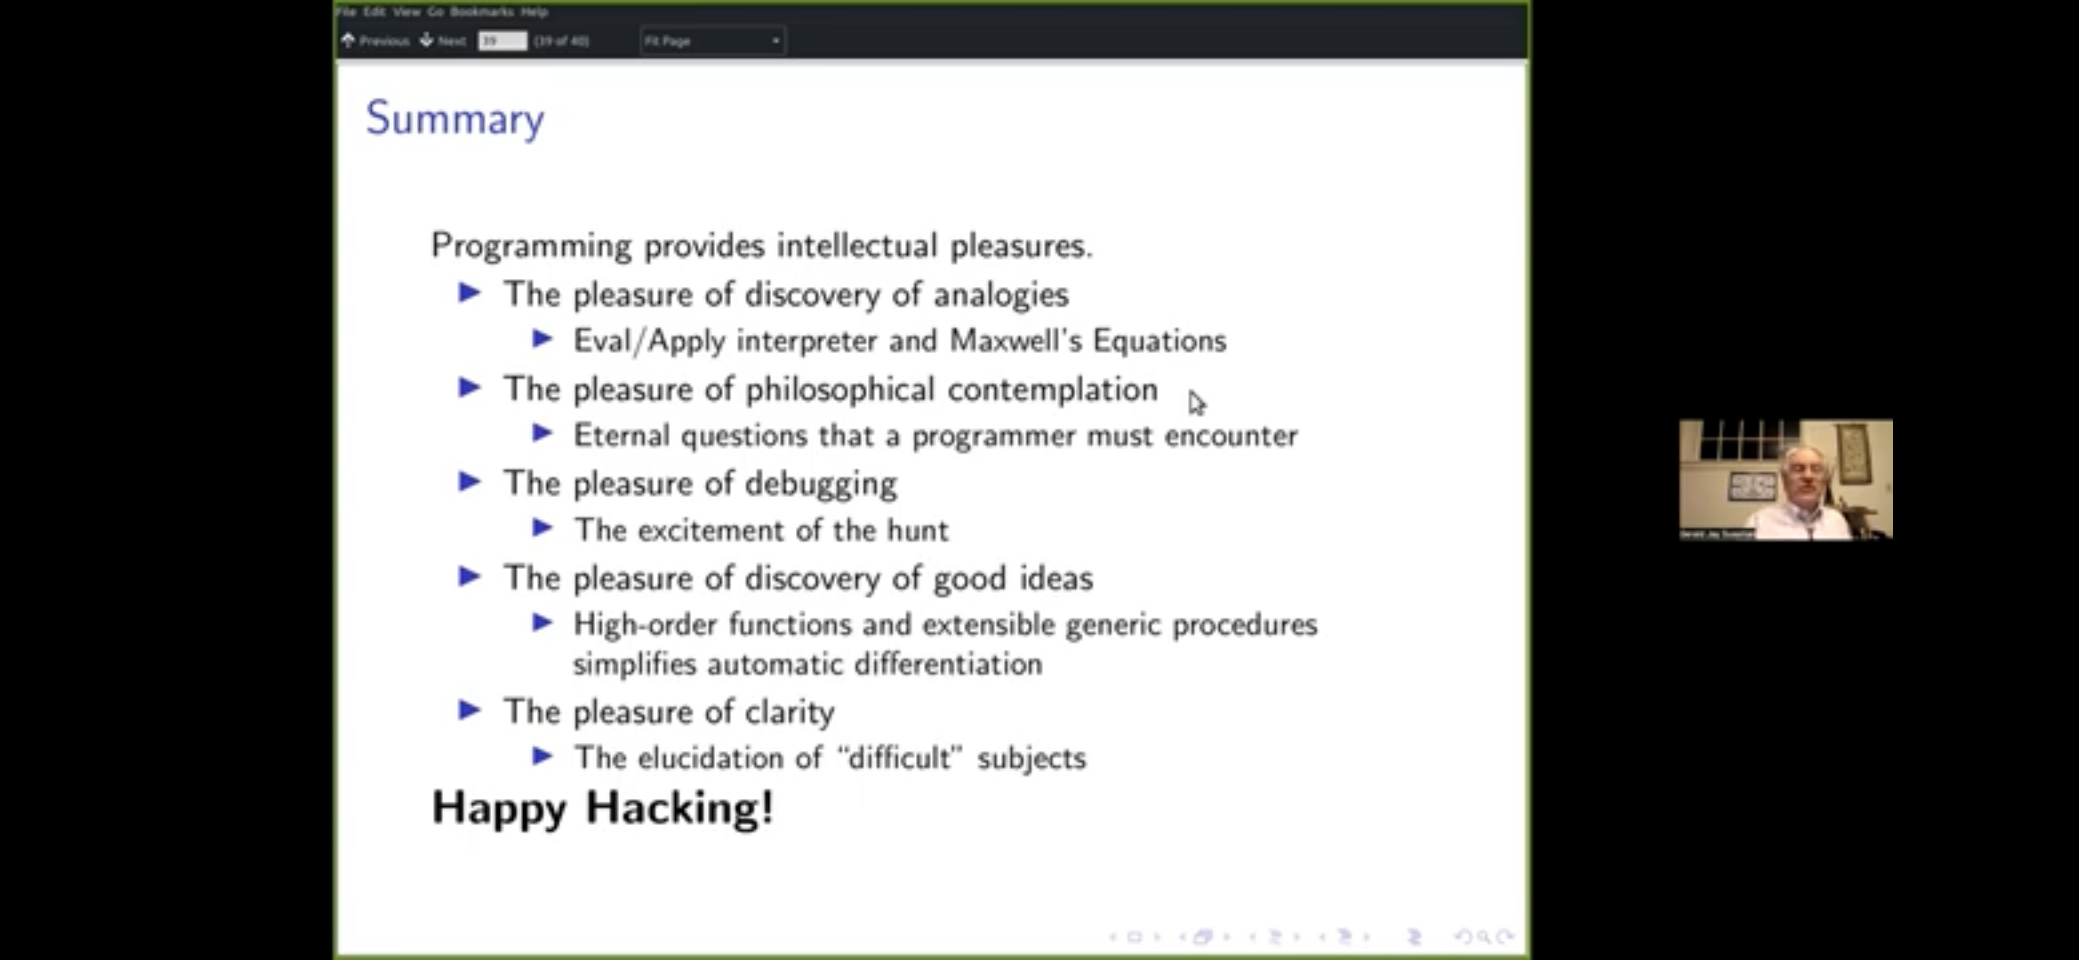 File Edit View Go Bookmarks Help
Previous Next 39 (39 of 40) Fit Page
Summary
Programming provides intellectual pleasures.
The pleasure of discovery of analogies
Eval/Apply interpreter and Maxwell's Equations
The pleasure of philosophical contemplation
Eternal questions that a programmer must encounter
The pleasure of debugging
The excitement of the hunt
The pleasure of discovery of good ideas
High-order functions and extensible generic procedures
simplifies automatic differentiation
The pleasure of clarity
The elucidation of “difficult” subjects
Happy Hacking!
Gerald Jay Sussman